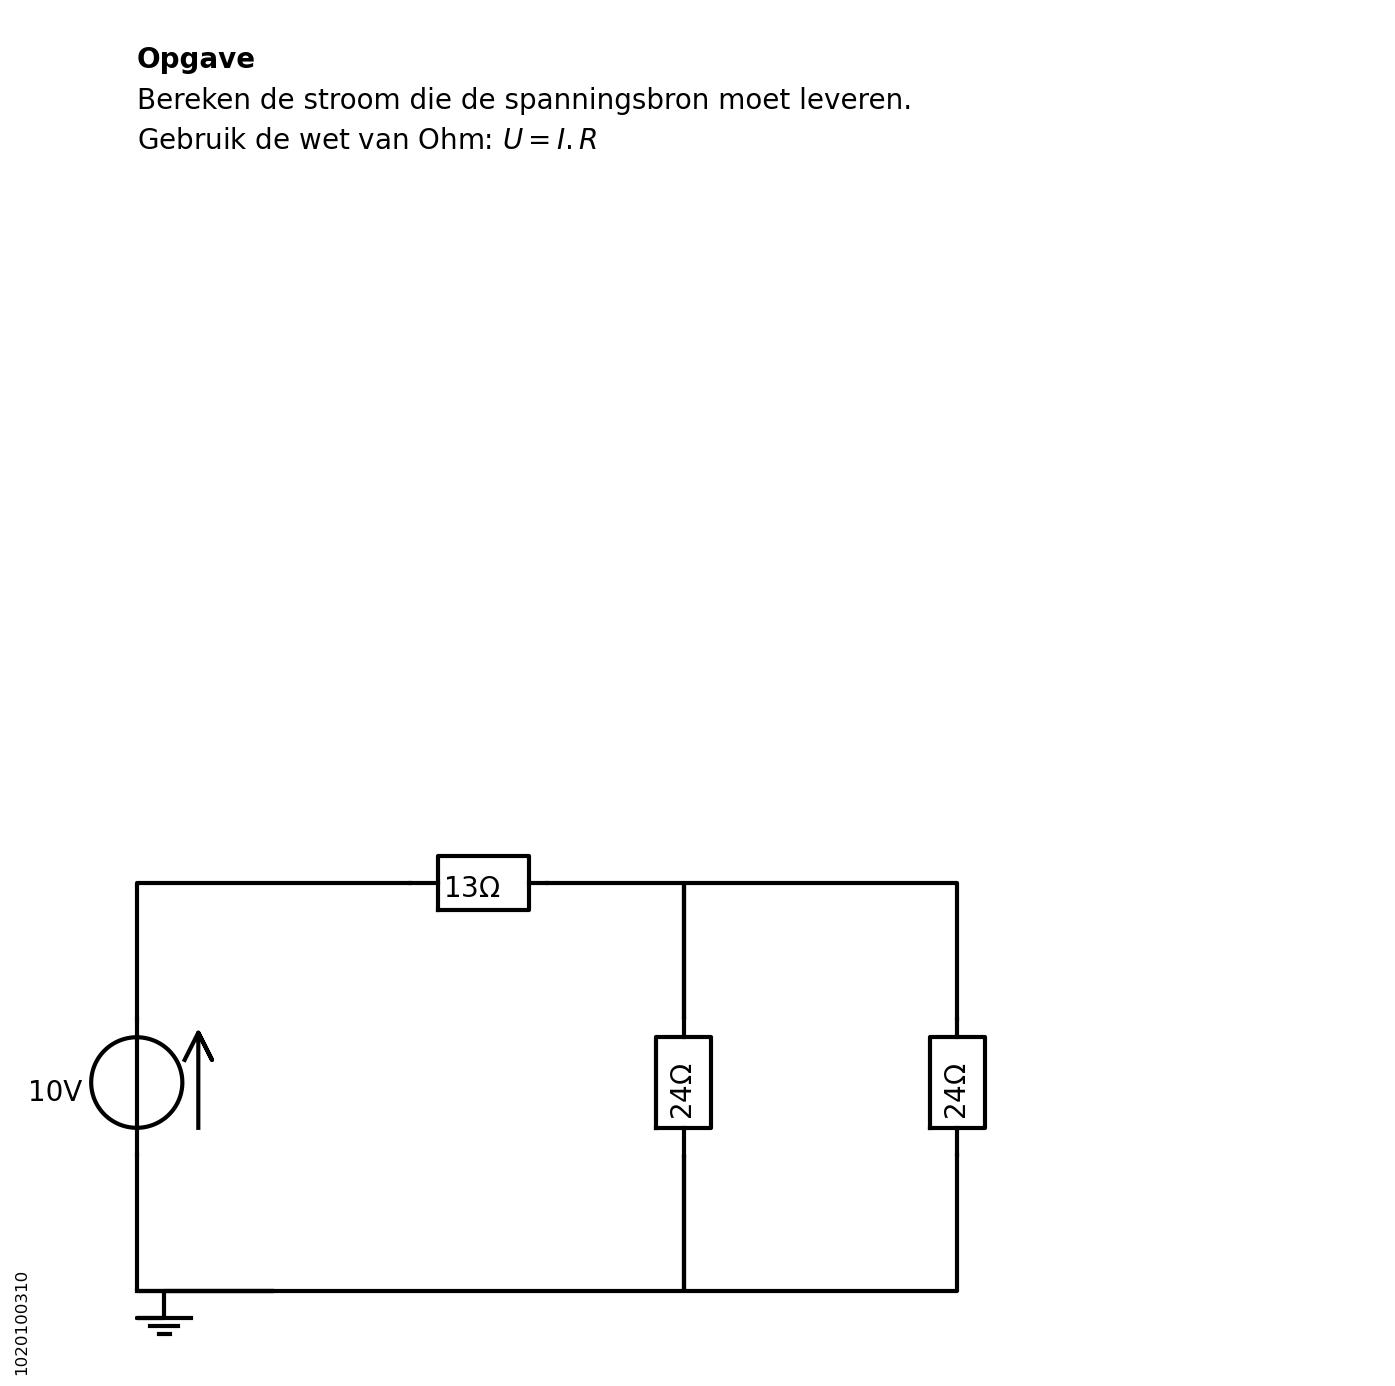 Opgave
Bereken de stroom die de spanningsbron moet leveren.
Gebruik de wet van Ohm: U = I.R
13Ω
10V
24Ω
24Ω
1020100310